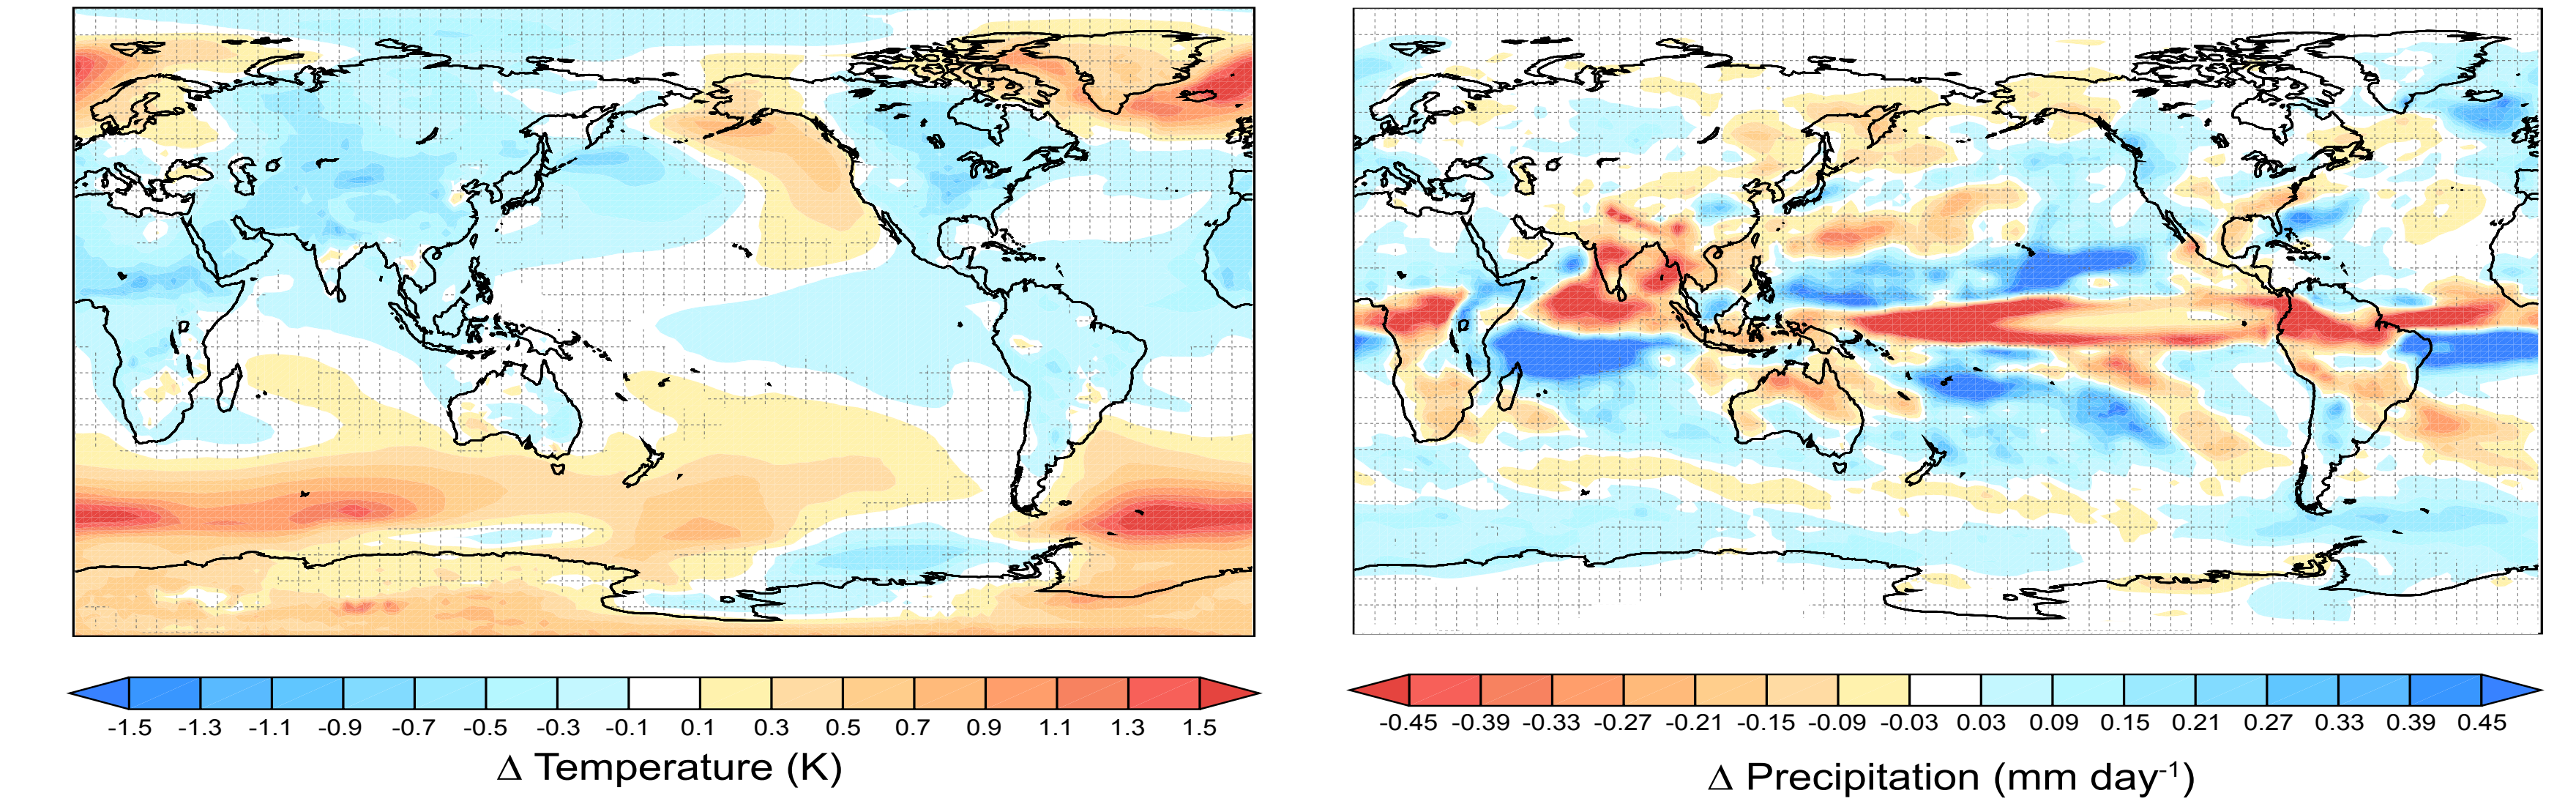 -1.5 -1.3 -1.1 -0.9 -0.7 -0.5 -0.3 -0.1 0.1 0.3 0.5 0.7 0.9 1.1 1.3 1.5
Δ Temperature (K)
-0.45 -0.39 -0.33 -0.27 -0.21 -0.15 -0.09 -0.03 0.03 0.09 0.15 0.21 0.27 0.33 0.39 0.45
Δ Precipitation (mm day⁻¹)